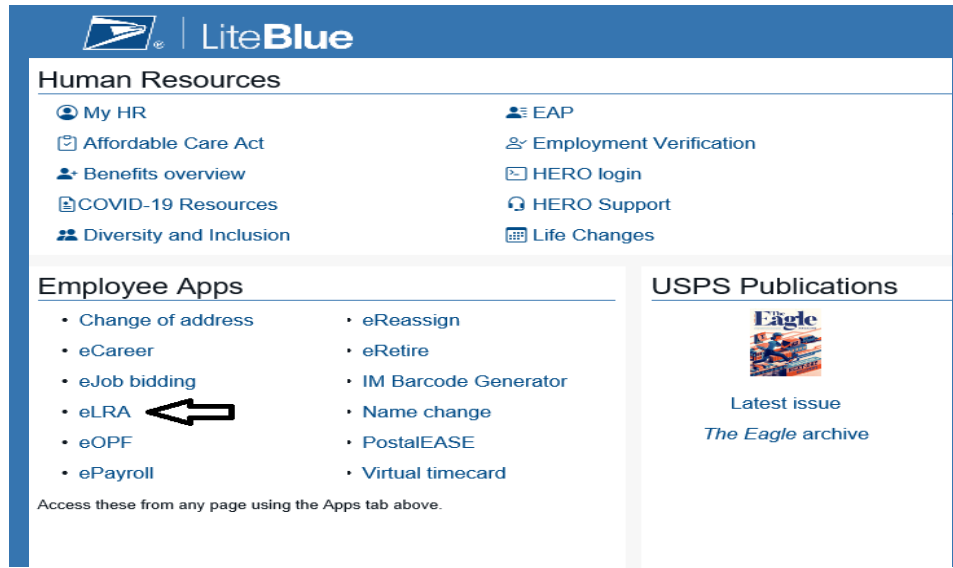 ® | LiteBlue
Human Resources
My HR
Affordable Care Act
Benefits overview
COVID-19 Resources
Diversity and Inclusion
EAP
Employment Verification
HERO login
HERO Support
Life Changes
Employee Apps
• Change of address
• eCareer
• eJob bidding
• eLRA
• eOPF
• ePayroll
• eReassign
• eRetire
• IM Barcode Generator
• Name change
• PostalEASE
• Virtual timecard
Access these from any page using the Apps tab above.
USPS Publications
The Eagle
Latest issue
The Eagle archive